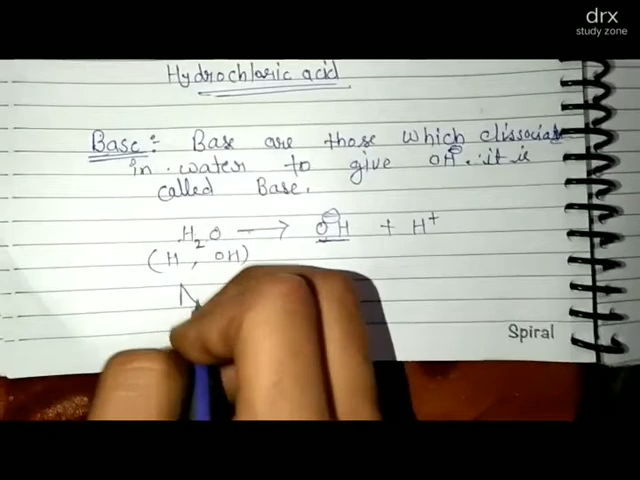 drx
study zone
Hydrochloric acid
Base :- Base are those which dissociate
in water to give OH⊖. it is
called Base.
H₂O → O⊖H + H⁺
(H , OH)
N
Spiral